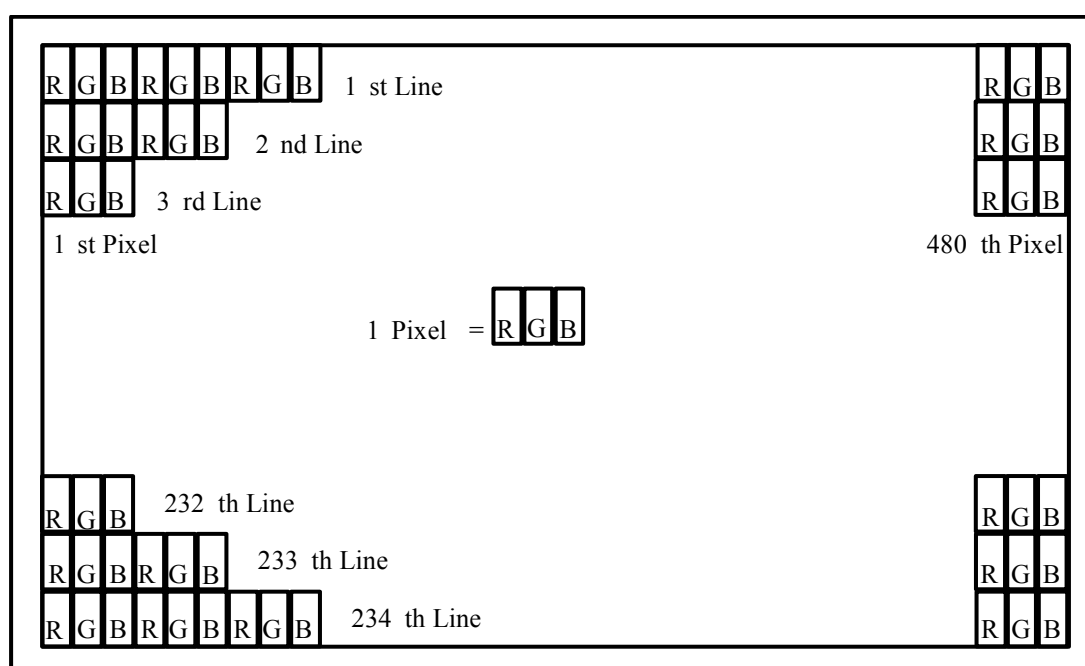 R G B R G B R G B 1 st Line R G B
R G B R G B 2 nd Line R G B
R G B 3 rd Line R G B
1 st Pixel 480 th Pixel
1 Pixel = R G B
R G B 232 th Line R G B
R G B R G B 233 th Line R G B
R G B R G B R G B 234 th Line R G B